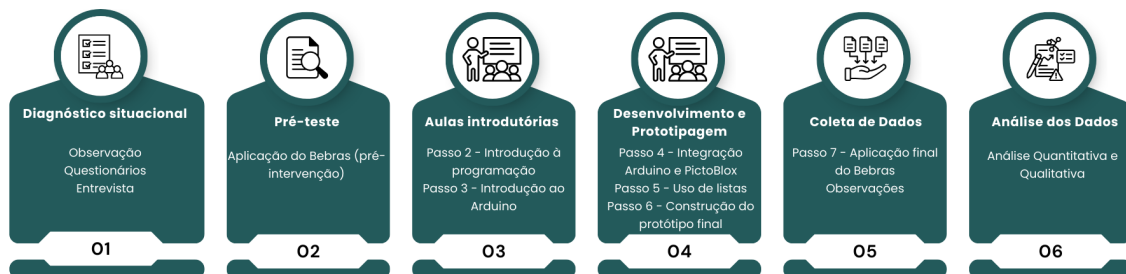 Diagnóstico situacional
Observação
Questionários
Entrevista
01
Pré-teste
Aplicação do Bebras (pré-
intervenção)
02
Aulas introdutórias
Passo 2 - Introdução à
programação
Passo 3 - Introdução ao
Arduino
03
Desenvolvimento e
Prototipagem
Passo 4 - Integração
Arduino e PictoBlox
Passo 5 - Uso de listas
Passo 6 - Construção do
protótipo final
04
Coleta de Dados
Passo 7 - Aplicação final
do Bebras
Observações
05
Análise dos Dados
Análise Quantitativa e
Qualitativa
06